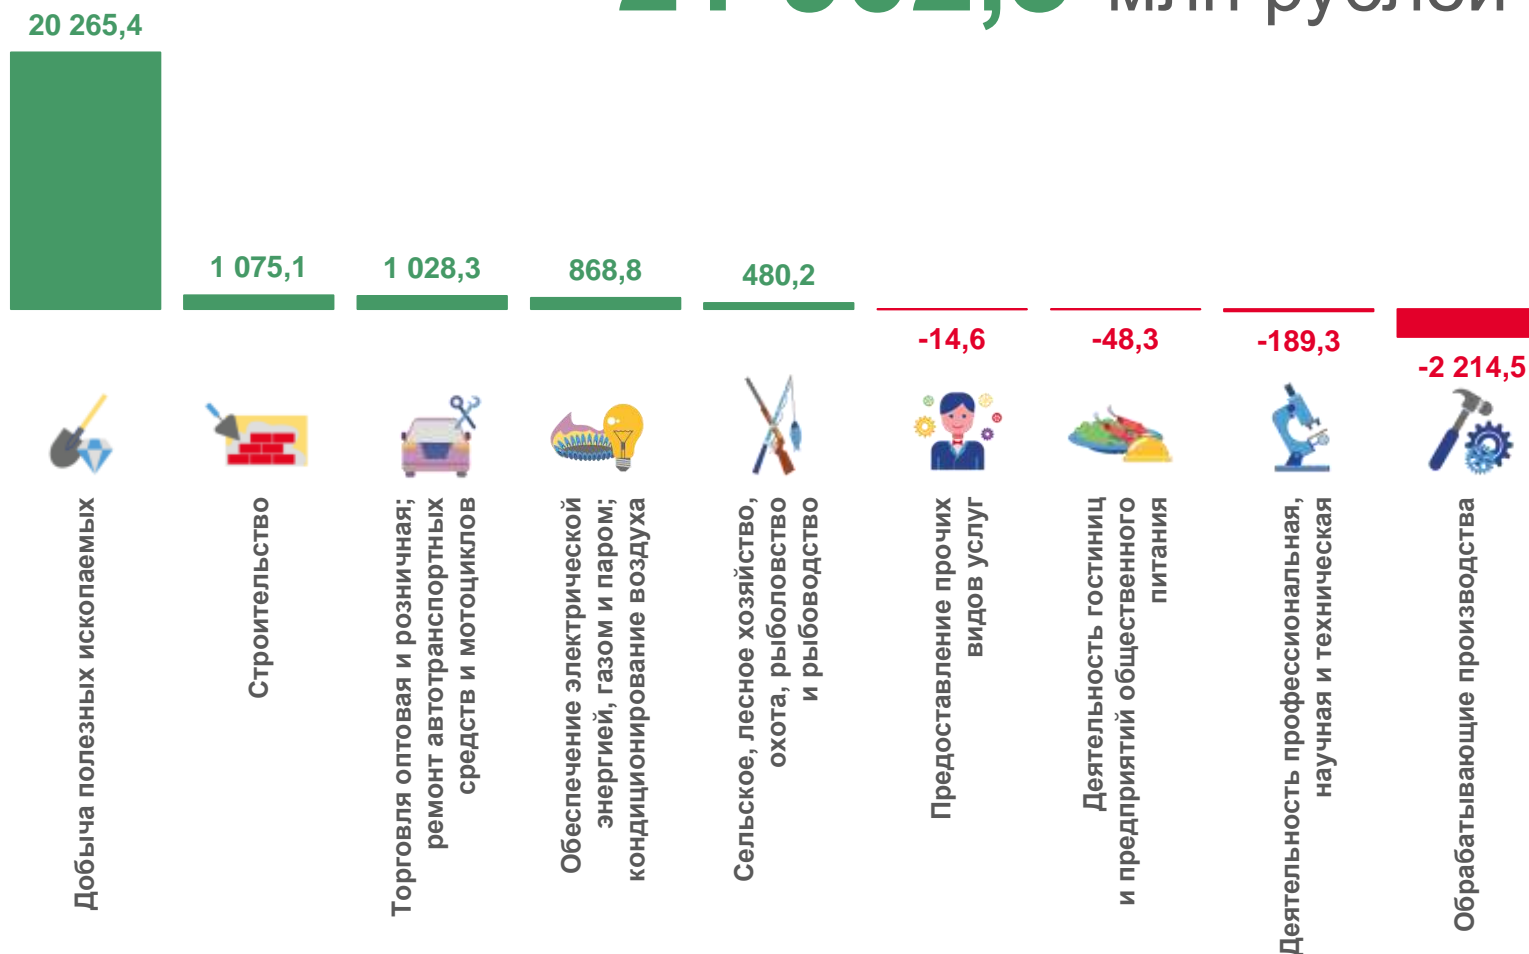 млн рублей
20 265,4
1 075,1
1 028,3
868,8
480,2
-14,6
-48,3
-189,3
-2 214,5
Добыча полезных ископаемых
Строительство
Торговля оптовая и розничная;
ремонт автотранспортных
средств и мотоциклов
Обеспечение электрической
энергией, газом и паром;
кондиционирование воздуха
Сельское, лесное хозяйство,
охота, рыболовство
и рыбоводство
Предоставление прочих
видов услуг
Деятельность гостиниц
и предприятий общественного
питания
Деятельность профессиональная,
научная и техническая
Обрабатывающие производства